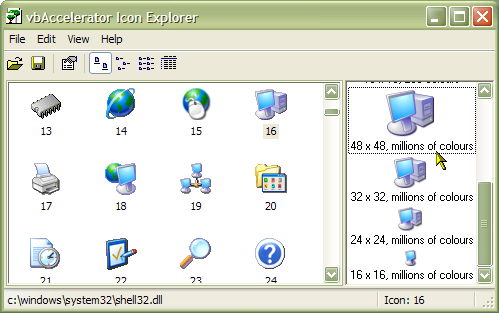 vbAccelerator Icon Explorer
File Edit View Help
13 14 15 16
17 18 19 20
21 22 23 24
48 x 48, millions of colours
32 x 32, millions of colours
24 x 24, millions of colours
16 x 16, millions of colours
c:\windows\system32\shell32.dll Icon: 16